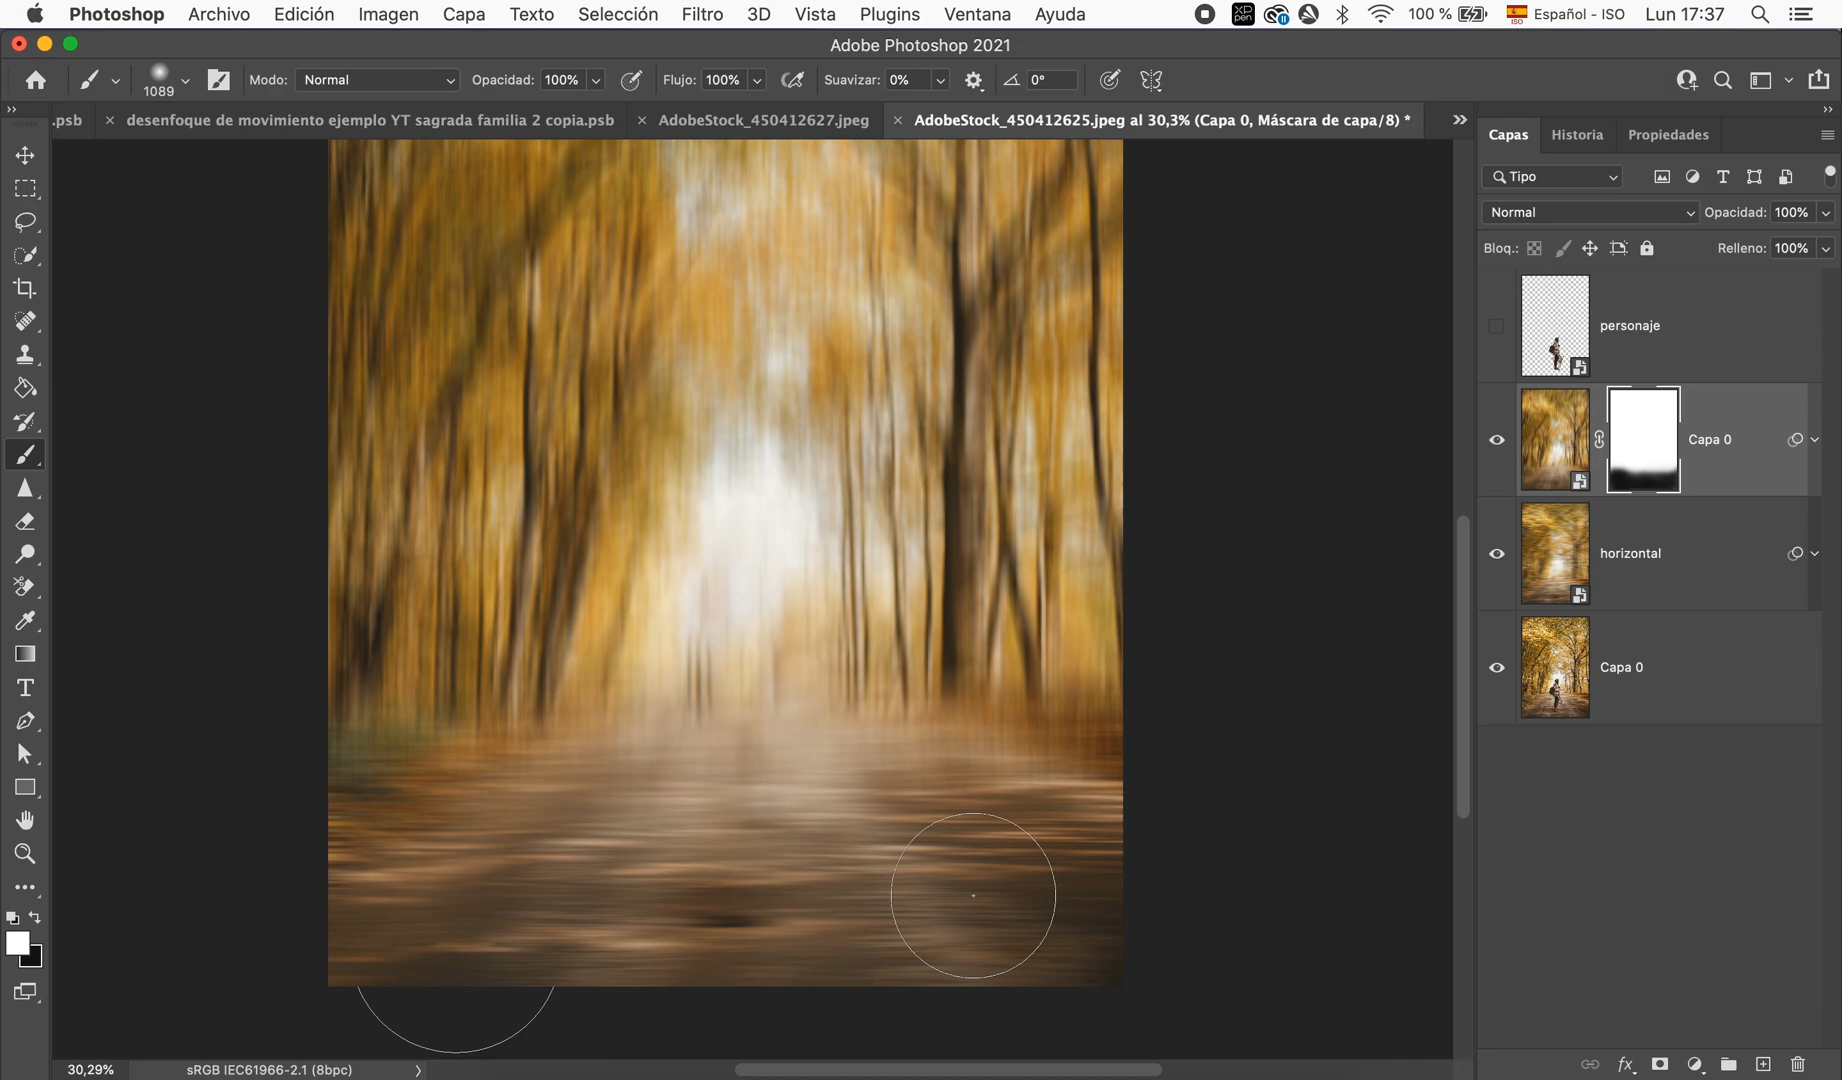 Photoshop Archivo Edición Imagen Capa Texto Selección Filtro 3D Vista Plugins Ventana Ayuda XP pen 100 % ISO Español - ISO Lun 17:37
Adobe Photoshop 2021
1089 Modo: Normal Opacidad: 100% Flujo: 100% Suavizar: 0% 0°
.psb × desenfoque de movimiento ejemplo YT sagrada familia 2 copia.psb × AdobeStock_450412627.jpeg × AdobeStock_450412625.jpeg al 30,3% (Capa 0, Máscara de capa/8) *
Capas Historia Propiedades
Tipo
Normal Opacidad: 100%
Bloq.: Relleno: 100%
personaje
Capa 0
horizontal
Capa 0
30,29% sRGB IEC61966-2.1 (8bpc)
fx